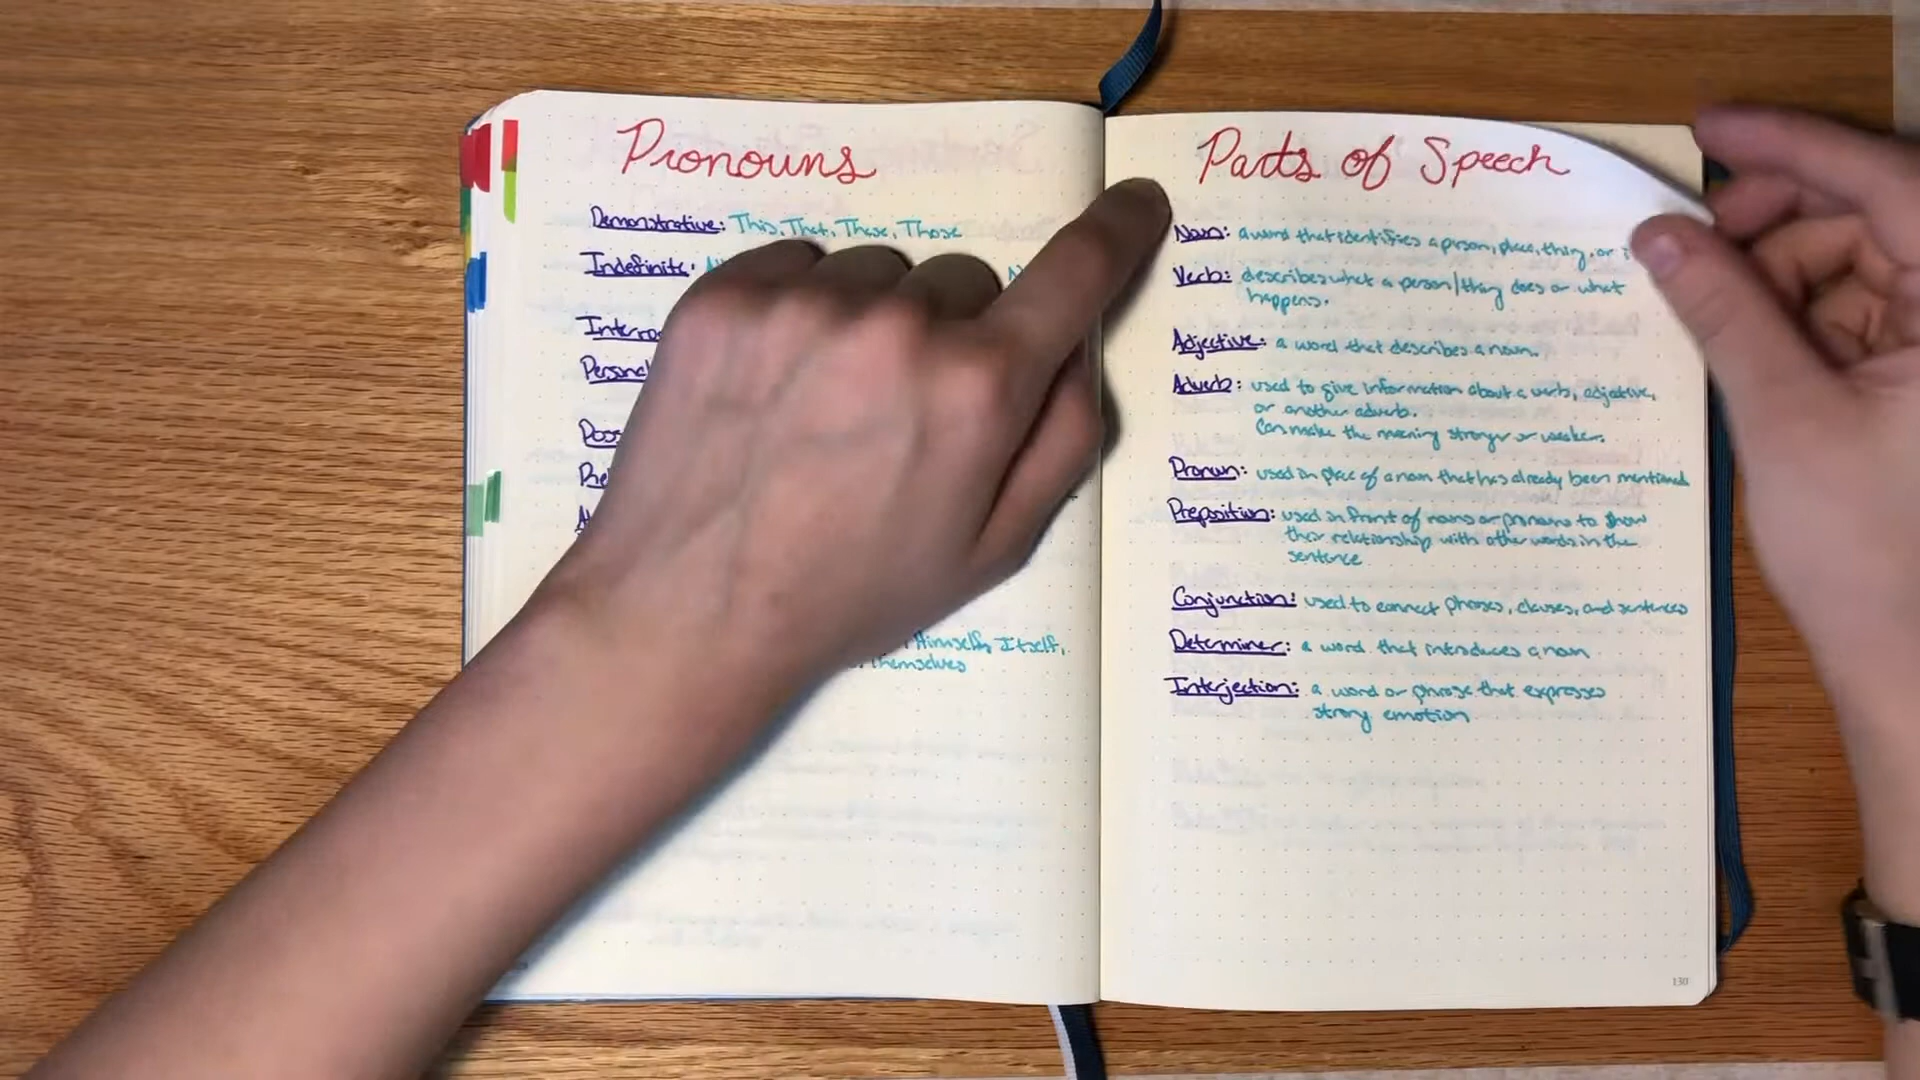 Pronouns
Demonstrative: This, That, These, Those
Indefinite:
Interro
Personal
Poss
Himself, Itself,
Themselves
Parts of Speech
Noun: a word that identifies a person, place, thing, or
Verb: describes what a person/thing does or what
happens.
Adjective: a word that describes a noun.
Adverb: used to give information about a verb, adjective,
or another adverb.
Can make the meaning stronger or weaker.
Pronoun: used in place of a noun that has already been mentioned
Preposition: used in front of nouns or pronouns to show
their relationship with other words in the
sentence
Conjunction: used to connect phrases, clauses, and sentences
Determiner: a word that introduces a noun
Interjection: a word or phrase that expresses
strong emotion
130